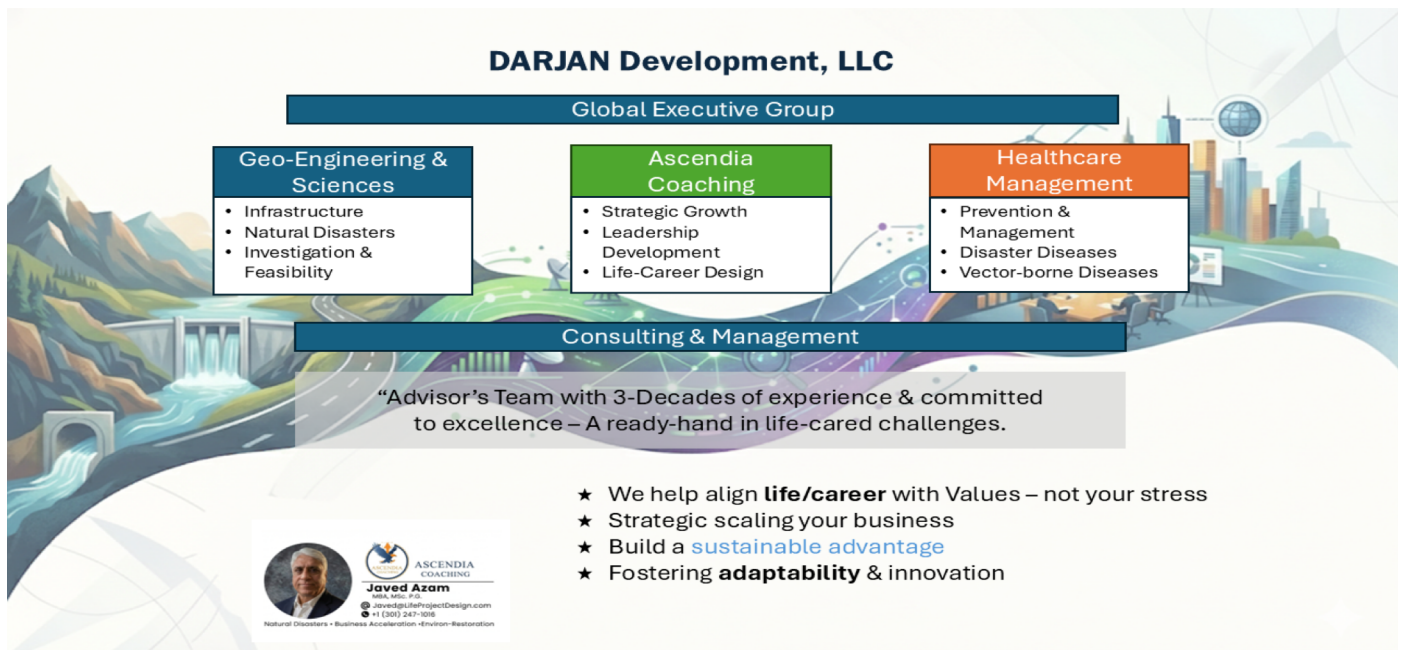 DARJAN Development, LLC
Global Executive Group
Geo-Engineering &
Sciences
• Infrastructure
• Natural Disasters
• Investigation &
Feasibility
Ascendia
Coaching
• Strategic Growth
• Leadership
Development
• Life-Career Design
Healthcare
Management
• Prevention &
Management
• Disaster Diseases
• Vector-borne Diseases
Consulting & Management
“Advisor’s Team with 3-Decades of experience & committed
to excellence – A ready-hand in life-cared challenges.
★ We help align life/career with Values – not your stress
★ Strategic scaling your business
★ Build a sustainable advantage
★ Fostering adaptability & innovation
ASCENDIA
COACHING
Javed Azam
MBA, MSc. P.G.
Javed@LifeProjectDesign.com
+1 (301) 247-1016
Natural Disasters • Business Acceleration •Environ-Restoration